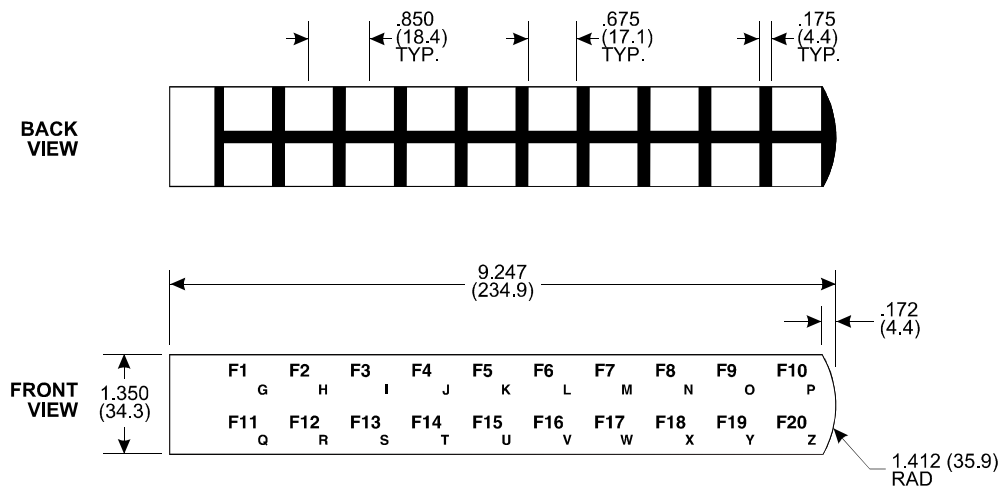 .850
(18.4)
TYP.
.675
(17.1)
TYP.
.175
(4.4)
TYP.
BACK
VIEW
9.247
(234.9)
.172
(4.4)
FRONT
VIEW
1.350
(34.3)
F1 F2 F3 F4 F5 F6 F7 F8 F9 F10
G H I J K L M N O P
F11 F12 F13 F14 F15 F16 F17 F18 F19 F20
Q R S T U V W X Y Z
1.412 (35.9)
RAD